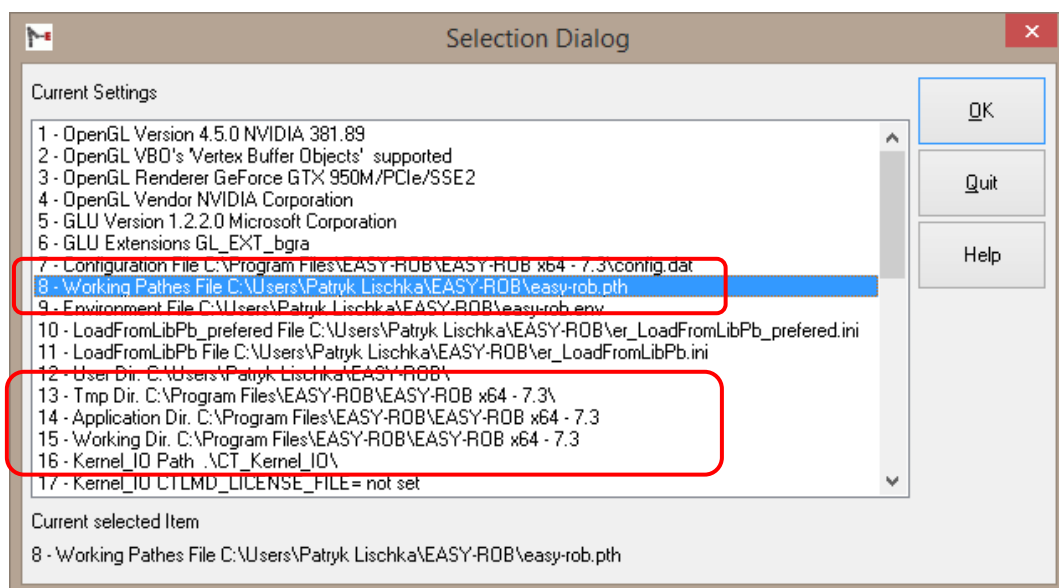 Selection Dialog
Current Settings
1 - OpenGL Version 4.5.0 NVIDIA 381.89
2 - OpenGL VBO's 'Vertex Buffer Objects' supported
3 - OpenGL Renderer GeForce GTX 950M/PCIe/SSE2
4 - OpenGL Vendor NVIDIA Corporation
5 - GLU Version 1.2.2.0 Microsoft Corporation
6 - GLU Extensions GL_EXT_bgra
7 - Configuration File C:\Program Files\EASY-ROB\EASY-ROB x64 - 7.3\config.dat
8 - Working Pathes File C:\Users\Patryk Lischka\EASY-ROB\easy-rob.pth
9 - Environment File C:\Users\Patryk Lischka\EASY-ROB\easy-rob.env
10 - LoadFromLibPb_prefered File C:\Users\Patryk Lischka\EASY-ROB\er_LoadFromLibPb_prefered.ini
11 - LoadFromLibPb File C:\Users\Patryk Lischka\EASY-ROB\er_LoadFromLibPb.ini
12 - User Dir. C:\Users\Patryk Lischka\EASY-ROB\
13 - Tmp Dir. C:\Program Files\EASY-ROB\EASY-ROB x64 - 7.3\
14 - Application Dir. C:\Program Files\EASY-ROB\EASY-ROB x64 - 7.3
15 - Working Dir. C:\Program Files\EASY-ROB\EASY-ROB x64 - 7.3
16 - Kernel_IO Path .\CT_Kernel_IO\
17 - Kernel_IO CTLMD_LICENSE_FILE= not set
Current selected Item
8 - Working Pathes File C:\Users\Patryk Lischka\EASY-ROB\easy-rob.pth
OK
Quit
Help